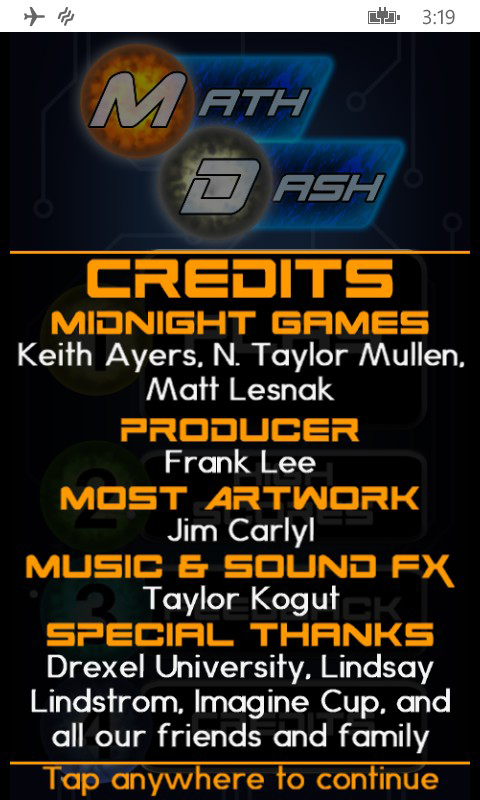 3:19
MATH
DASH
CREDITS
MIDNIGHT GAMES
Keith Ayers, N. Taylor Mullen,
Matt Lesnak
PRODUCER
Frank Lee
MOST ARTWORK
Jim Carlyl
MUSIC & SOUND FX
Taylor Kogut
SPECIAL THANKS
Drexel University, Lindsay
Lindstrom, Imagine Cup, and
all our friends and family
Tap anywhere to continue